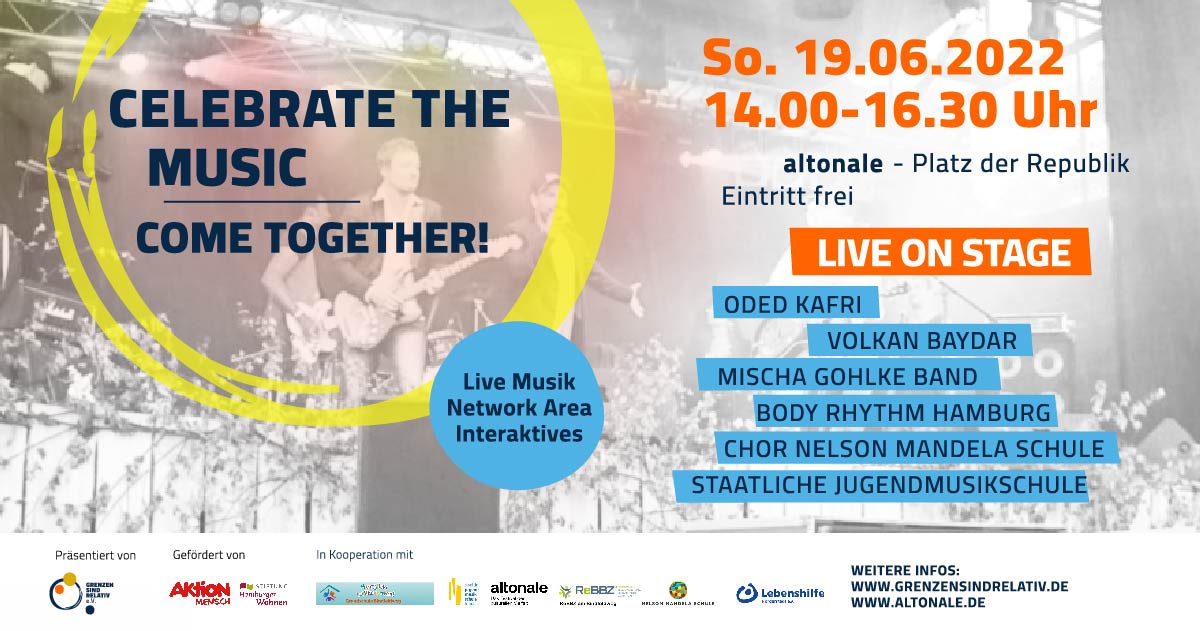 CELEBRATE THE
MUSIC
COME TOGETHER!
So. 19.06.2022
14.00-16.30 Uhr
altonale - Platz der Republik
Eintritt frei
LIVE ON STAGE
ODED KAFRI
VOLKAN BAYDAR
MISCHA GOHLKE BAND
BODY RHYTHM HAMBURG
CHOR NELSON MANDELA SCHULE
STAATLICHE JUGENDMUSIKSCHULE
Live Musik
Network Area
Interaktives
Präsentiert von
GRENZEN
SIND
RELATIV
e.V.
Gefördert von
AKTION
MENSCH
STIFTUNG
Hamburger
Wohnen
In Kooperation mit
altonale
ReBBZ
NELSON MANDELA SCHULE
Lebenshilfe
WEITERE INFOS:
WWW.GRENZENSINDRELATIV.DE
WWW.ALTONALE.DE